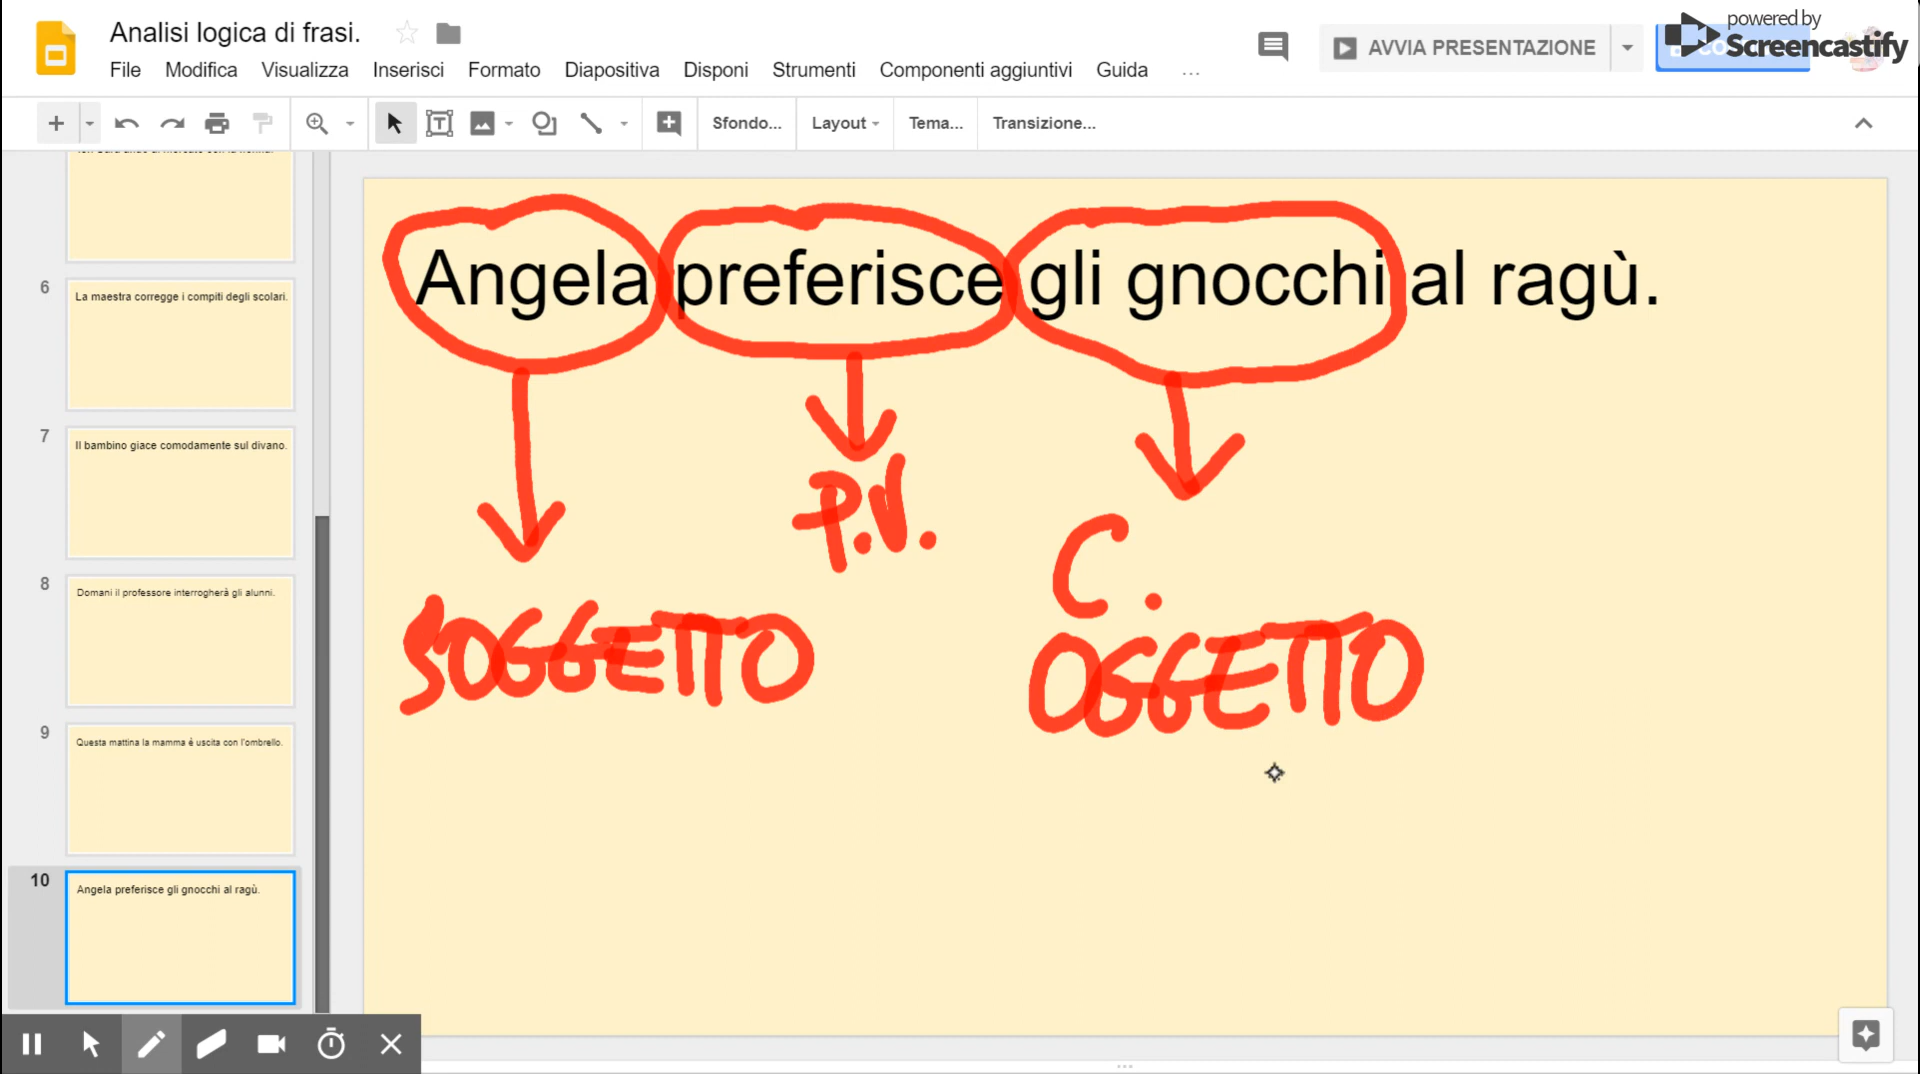 Analisi logica di frasi.
powered by
Screencastify
File Modifica Visualizza Inserisci Formato Diapositiva Disponi Strumenti Componenti aggiuntivi Guida ...
AVVIA PRESENTAZIONE
Sfondo... Layout Tema... Transizione...
6
La maestra corregge i compiti degli scolari.
7
Il bambino giace comodamente sul divano.
8
Domani il professore interrogherà gli alunni.
9
Questa mattina la mamma è uscita con l'ombrello.
10
Angela preferisce gli gnocchi al ragù.
Angela preferisce gli gnocchi al ragù.
P.V.
C.
SOGGETTO
OGGETTO